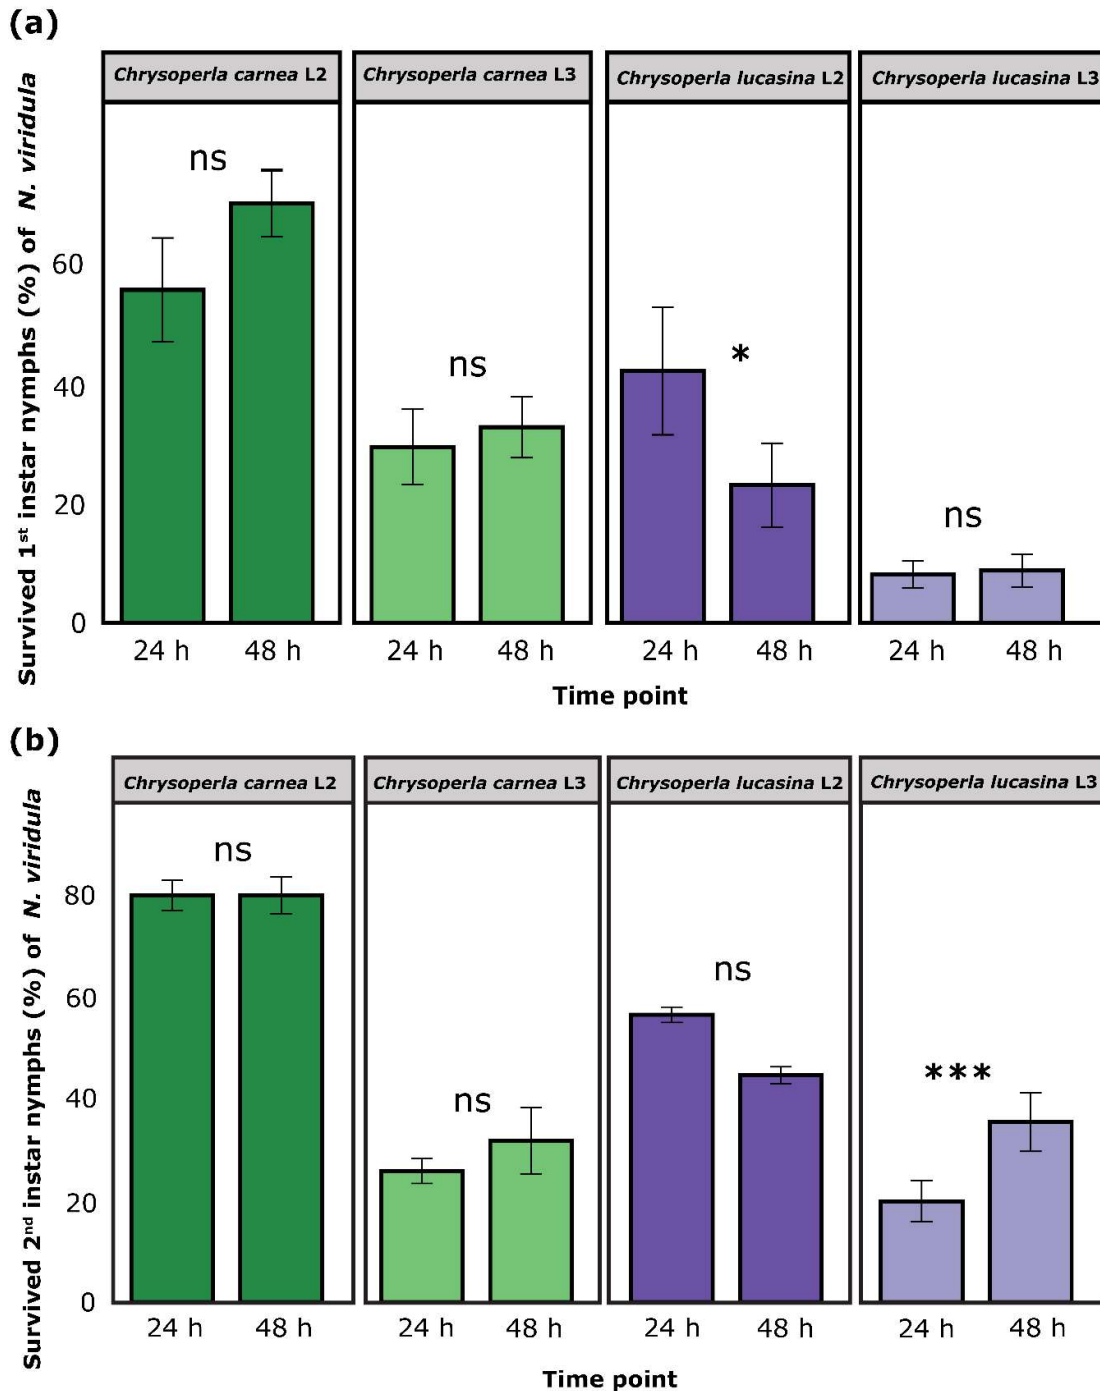 (a)
Chrysoperla carnea L2
Chrysoperla carnea L3
Chrysoperla lucasina L2
Chrysoperla lucasina L3
Survived 1st instar nymphs (%) of N. viridula
60
40
20
0
ns
ns
*
ns
24 h 48 h
24 h 48 h
24 h 48 h
24 h 48 h
Time point
(b)
Chrysoperla carnea L2
Chrysoperla carnea L3
Chrysoperla lucasina L2
Chrysoperla lucasina L3
Survived 2nd instar nymphs (%) of N. viridula
80
60
40
20
0
ns
ns
ns
***
24 h 48 h
24 h 48 h
24 h 48 h
24 h 48 h
Time point